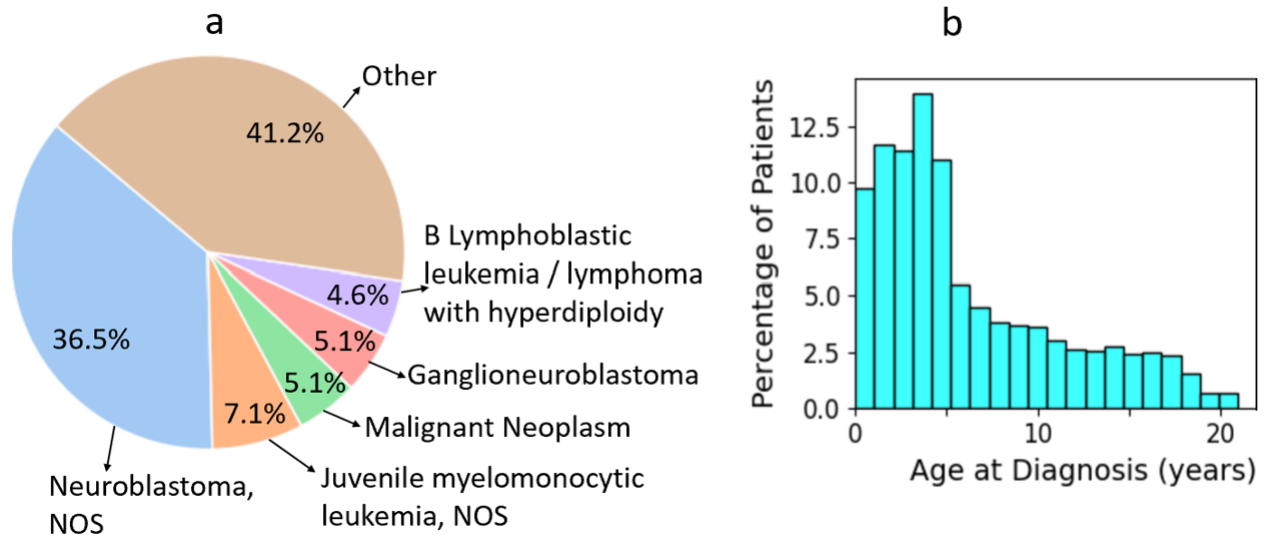 a
Other
41.2%
B Lymphoblastic
leukemia / lymphoma
with hyperdiploidy
4.6%
5.1%
Ganglioneuroblastoma
5.1%
Malignant Neoplasm
7.1%
Juvenile myelomonocytic
leukemia, NOS
36.5%
Neuroblastoma,
NOS
b
Percentage of Patients
12.5
10.0
7.5
5.0
2.5
0.0
0 10 20
Age at Diagnosis (years)